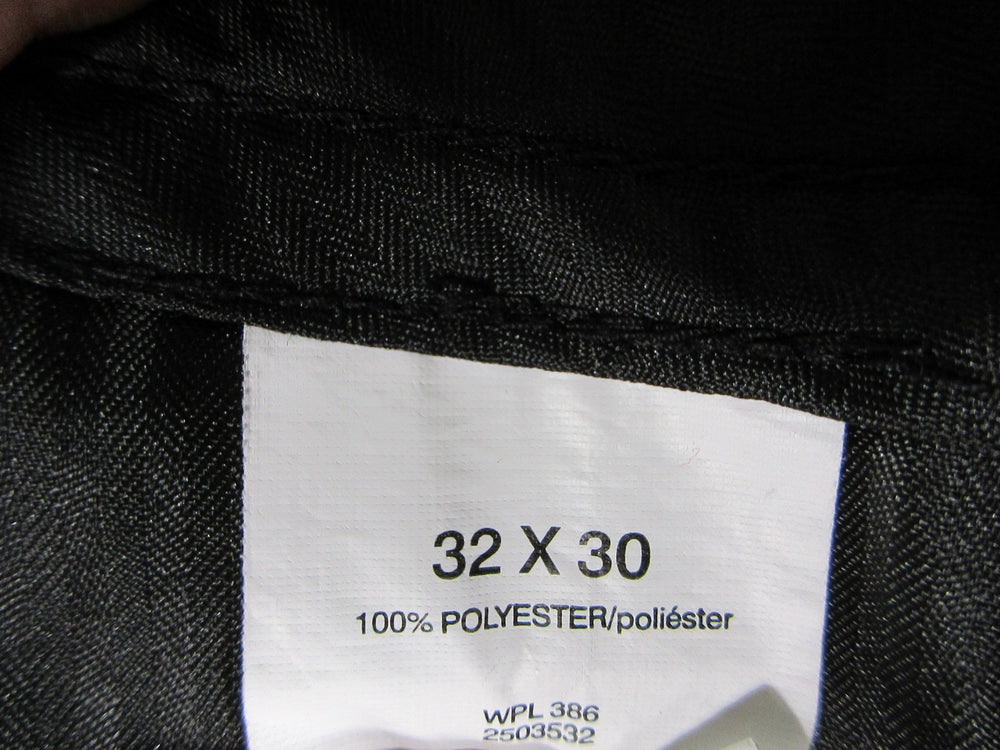 32 X 30
100% POLYESTER/poliéster
WPL 386
2503532